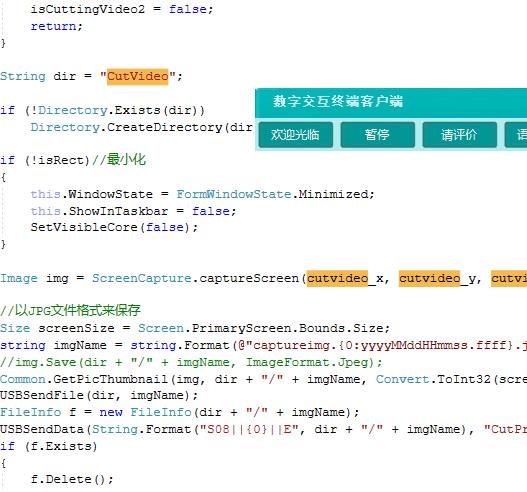 isCuttingVideo2 = false;
return;
}
String dir = "CutVideo";
if (!Directory.Exists(dir))
数字交互终端客户端
Directory.CreateDirectory(dir
欢迎光临 暂停 请评价
if (!isRect)//最小化
{
this.WindowState = FormWindowState.Minimized;
this.ShowInTaskbar = false;
SetVisibleCore(false);
}
Image img = ScreenCapture.captureScreen(cutvideo_x, cutvideo_y, cutvi
//以JPG文件格式来保存
Size screenSize = Screen.PrimaryScreen.Bounds.Size;
string imgName = string.Format(@"captureimg.{0:yyyyMMddHHmmss.ffff}.j
//img.Save(dir + "/" + imgName, ImageFormat.Jpeg);
Common.GetPicThumbnail(img, dir + "/" + imgName, Convert.ToInt32(scre
USBSendFile(dir, imgName);
FileInfo f = new FileInfo(dir + "/" + imgName);
USBSendData(String.Format("S08||{0}||E", dir + "/" + imgName), "CutPr
if (f.Exists)
{
f.Delete();